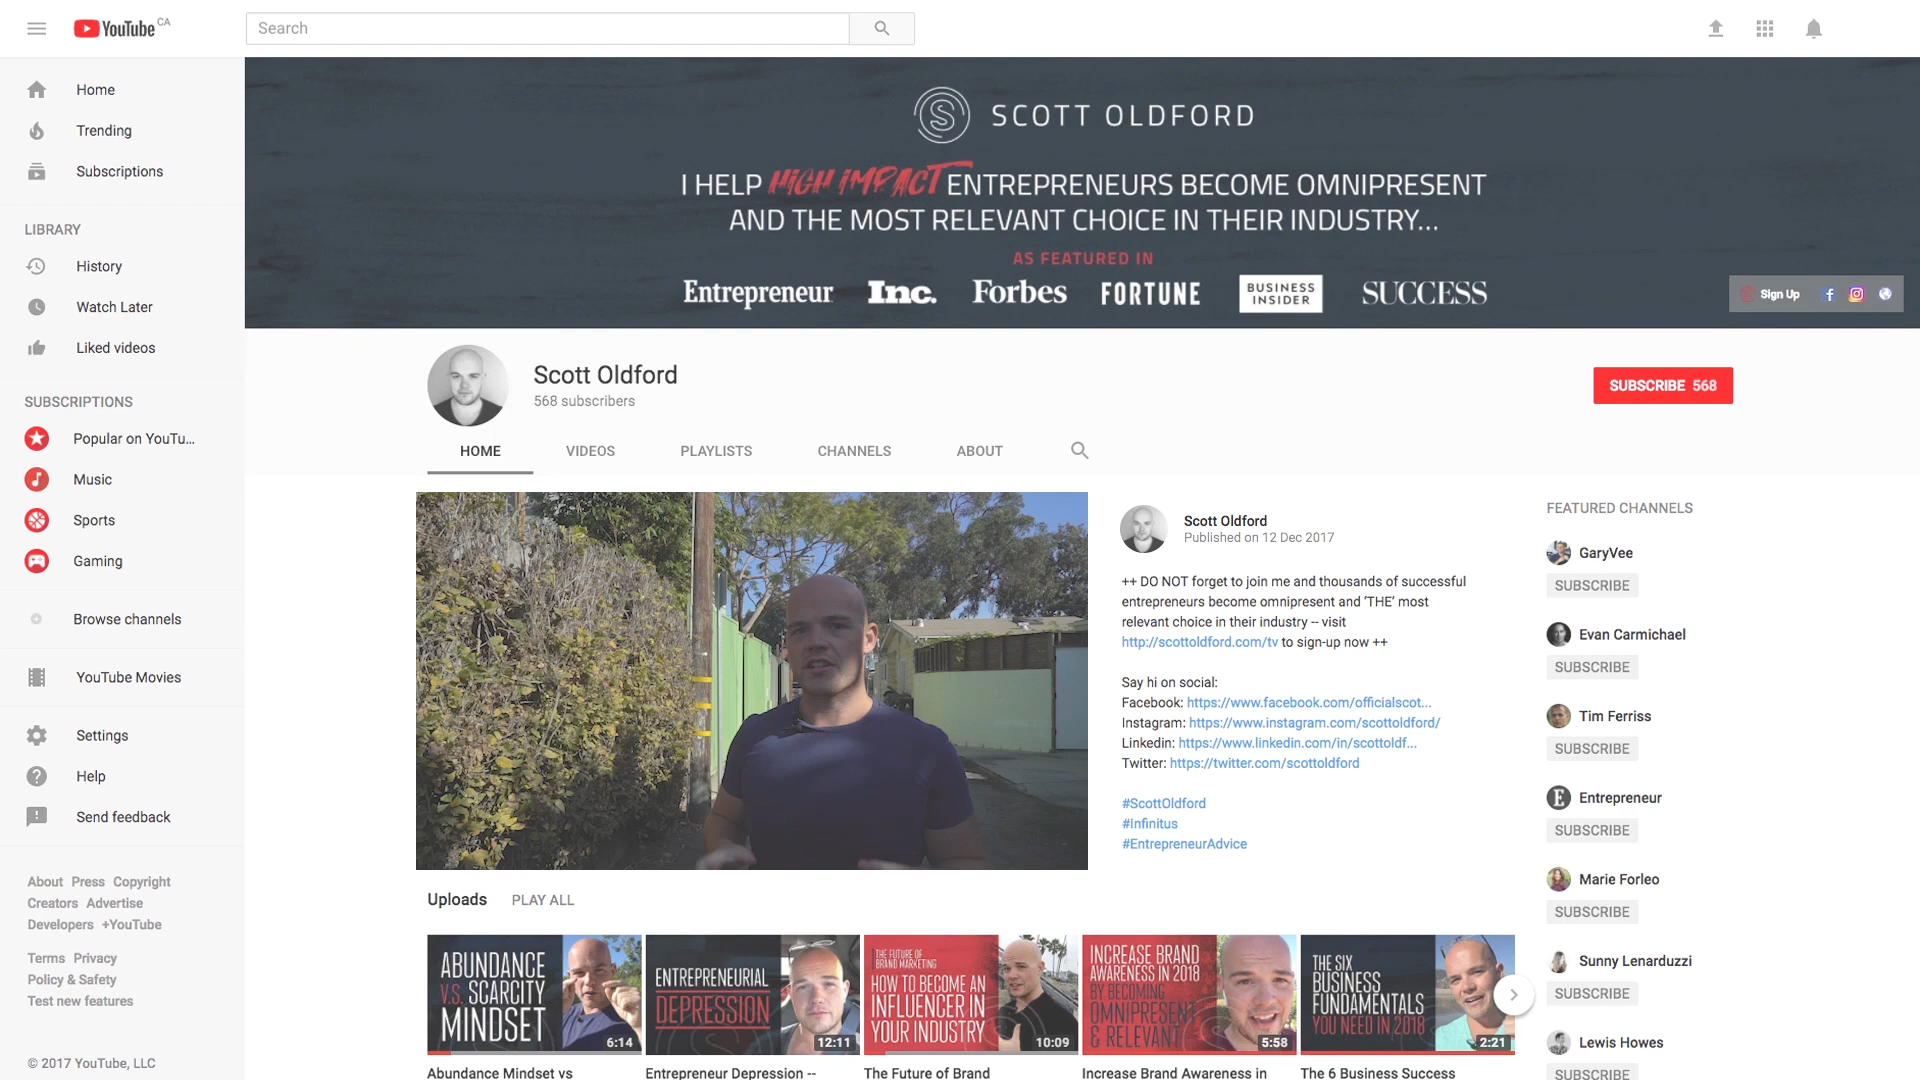 YouTube CA
Search
Home
Trending
Subscriptions
LIBRARY
History
Watch Later
Liked videos
SUBSCRIPTIONS
Popular on YouTu...
Music
Sports
Gaming
Browse channels
YouTube Movies
Settings
Help
Send feedback
About Press Copyright
Creators Advertise
Developers +YouTube
Terms Privacy
Policy & Safety
Test new features
© 2017 YouTube, LLC
SCOTT OLDFORD
I HELP HIGH IMPACT ENTREPRENEURS BECOME OMNIPRESENT
AND THE MOST RELEVANT CHOICE IN THEIR INDUSTRY...
AS FEATURED IN
Entrepreneur Inc. Forbes FORTUNE BUSINESS INSIDER SUCCESS
Sign Up
Scott Oldford
568 subscribers
SUBSCRIBE 568
HOME VIDEOS PLAYLISTS CHANNELS ABOUT
Scott Oldford
Published on 12 Dec 2017
++ DO NOT forget to join me and thousands of successful
entrepreneurs become omnipresent and 'THE' most
relevant choice in their industry -- visit
http://scottoldford.com/tv to sign-up now ++
Say hi on social:
Facebook: https://www.facebook.com/officialscot...
Instagram: https://www.instagram.com/scottoldford/
Linkedin: https://www.linkedin.com/in/scottoldf...
Twitter: https://twitter.com/scottoldford
#ScottOldford
#Infinitus
#EntrepreneurAdvice
FEATURED CHANNELS
GaryVee
SUBSCRIBE
Evan Carmichael
SUBSCRIBE
Tim Ferriss
SUBSCRIBE
E Entrepreneur
SUBSCRIBE
Marie Forleo
SUBSCRIBE
Sunny Lenarduzzi
SUBSCRIBE
Lewis Howes
SUBSCRIBE
Uploads PLAY ALL
ABUNDANCE
V.S. SCARCITY
MINDSET
6:14
Abundance Mindset vs
ENTREPRENEURIAL
DEPRESSION
12:11
Entrepreneur Depression --
THE FUTURE OF
BRAND MARKETING
HOW TO BECOME AN
INFLUENCER IN
YOUR INDUSTRY
10:09
The Future of Brand
INCREASE BRAND
AWARENESS IN 2018
BY BECOMING
OMNIPRESENT
& RELEVANT
5:58
Increase Brand Awareness in
THE SIX
BUSINESS
FUNDAMENTALS
YOU NEED IN 2018
2:21
The 6 Business Success